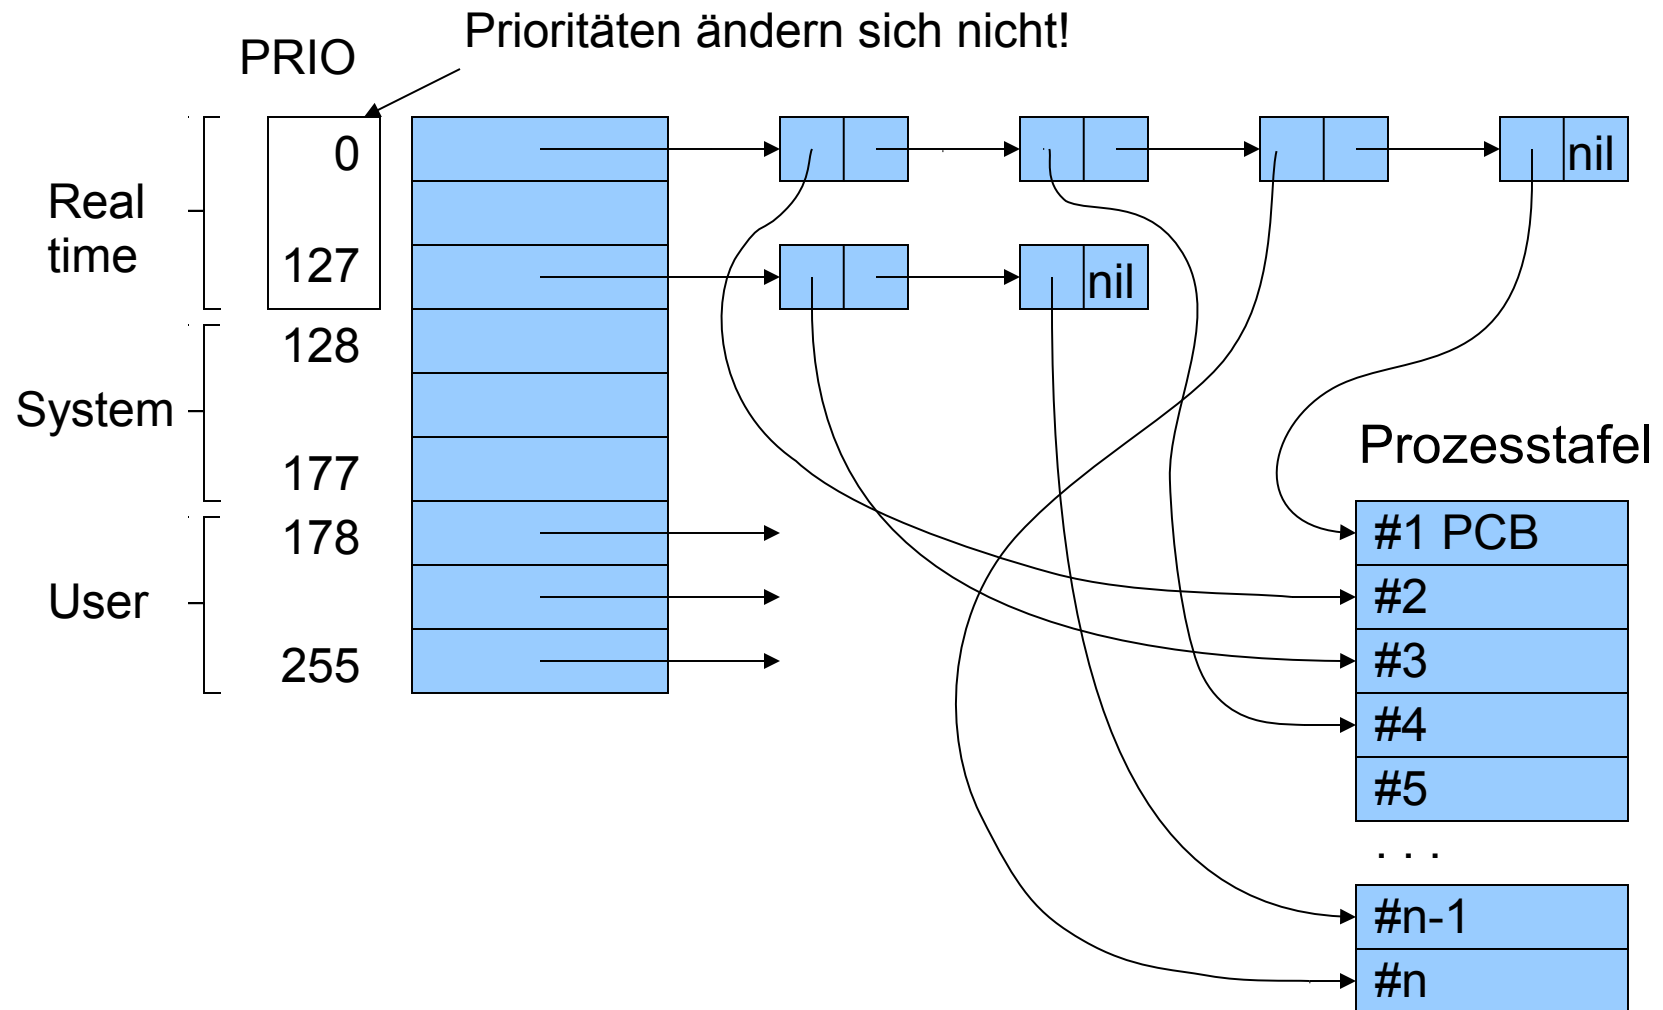 Prioritäten ändern sich nicht!
PRIO
0
nil
Real
time
127
nil
128
System
177
Prozesstafel
178
#1 PCB
User
#2
255
#3
#4
#5
. . .
#n-1
#n